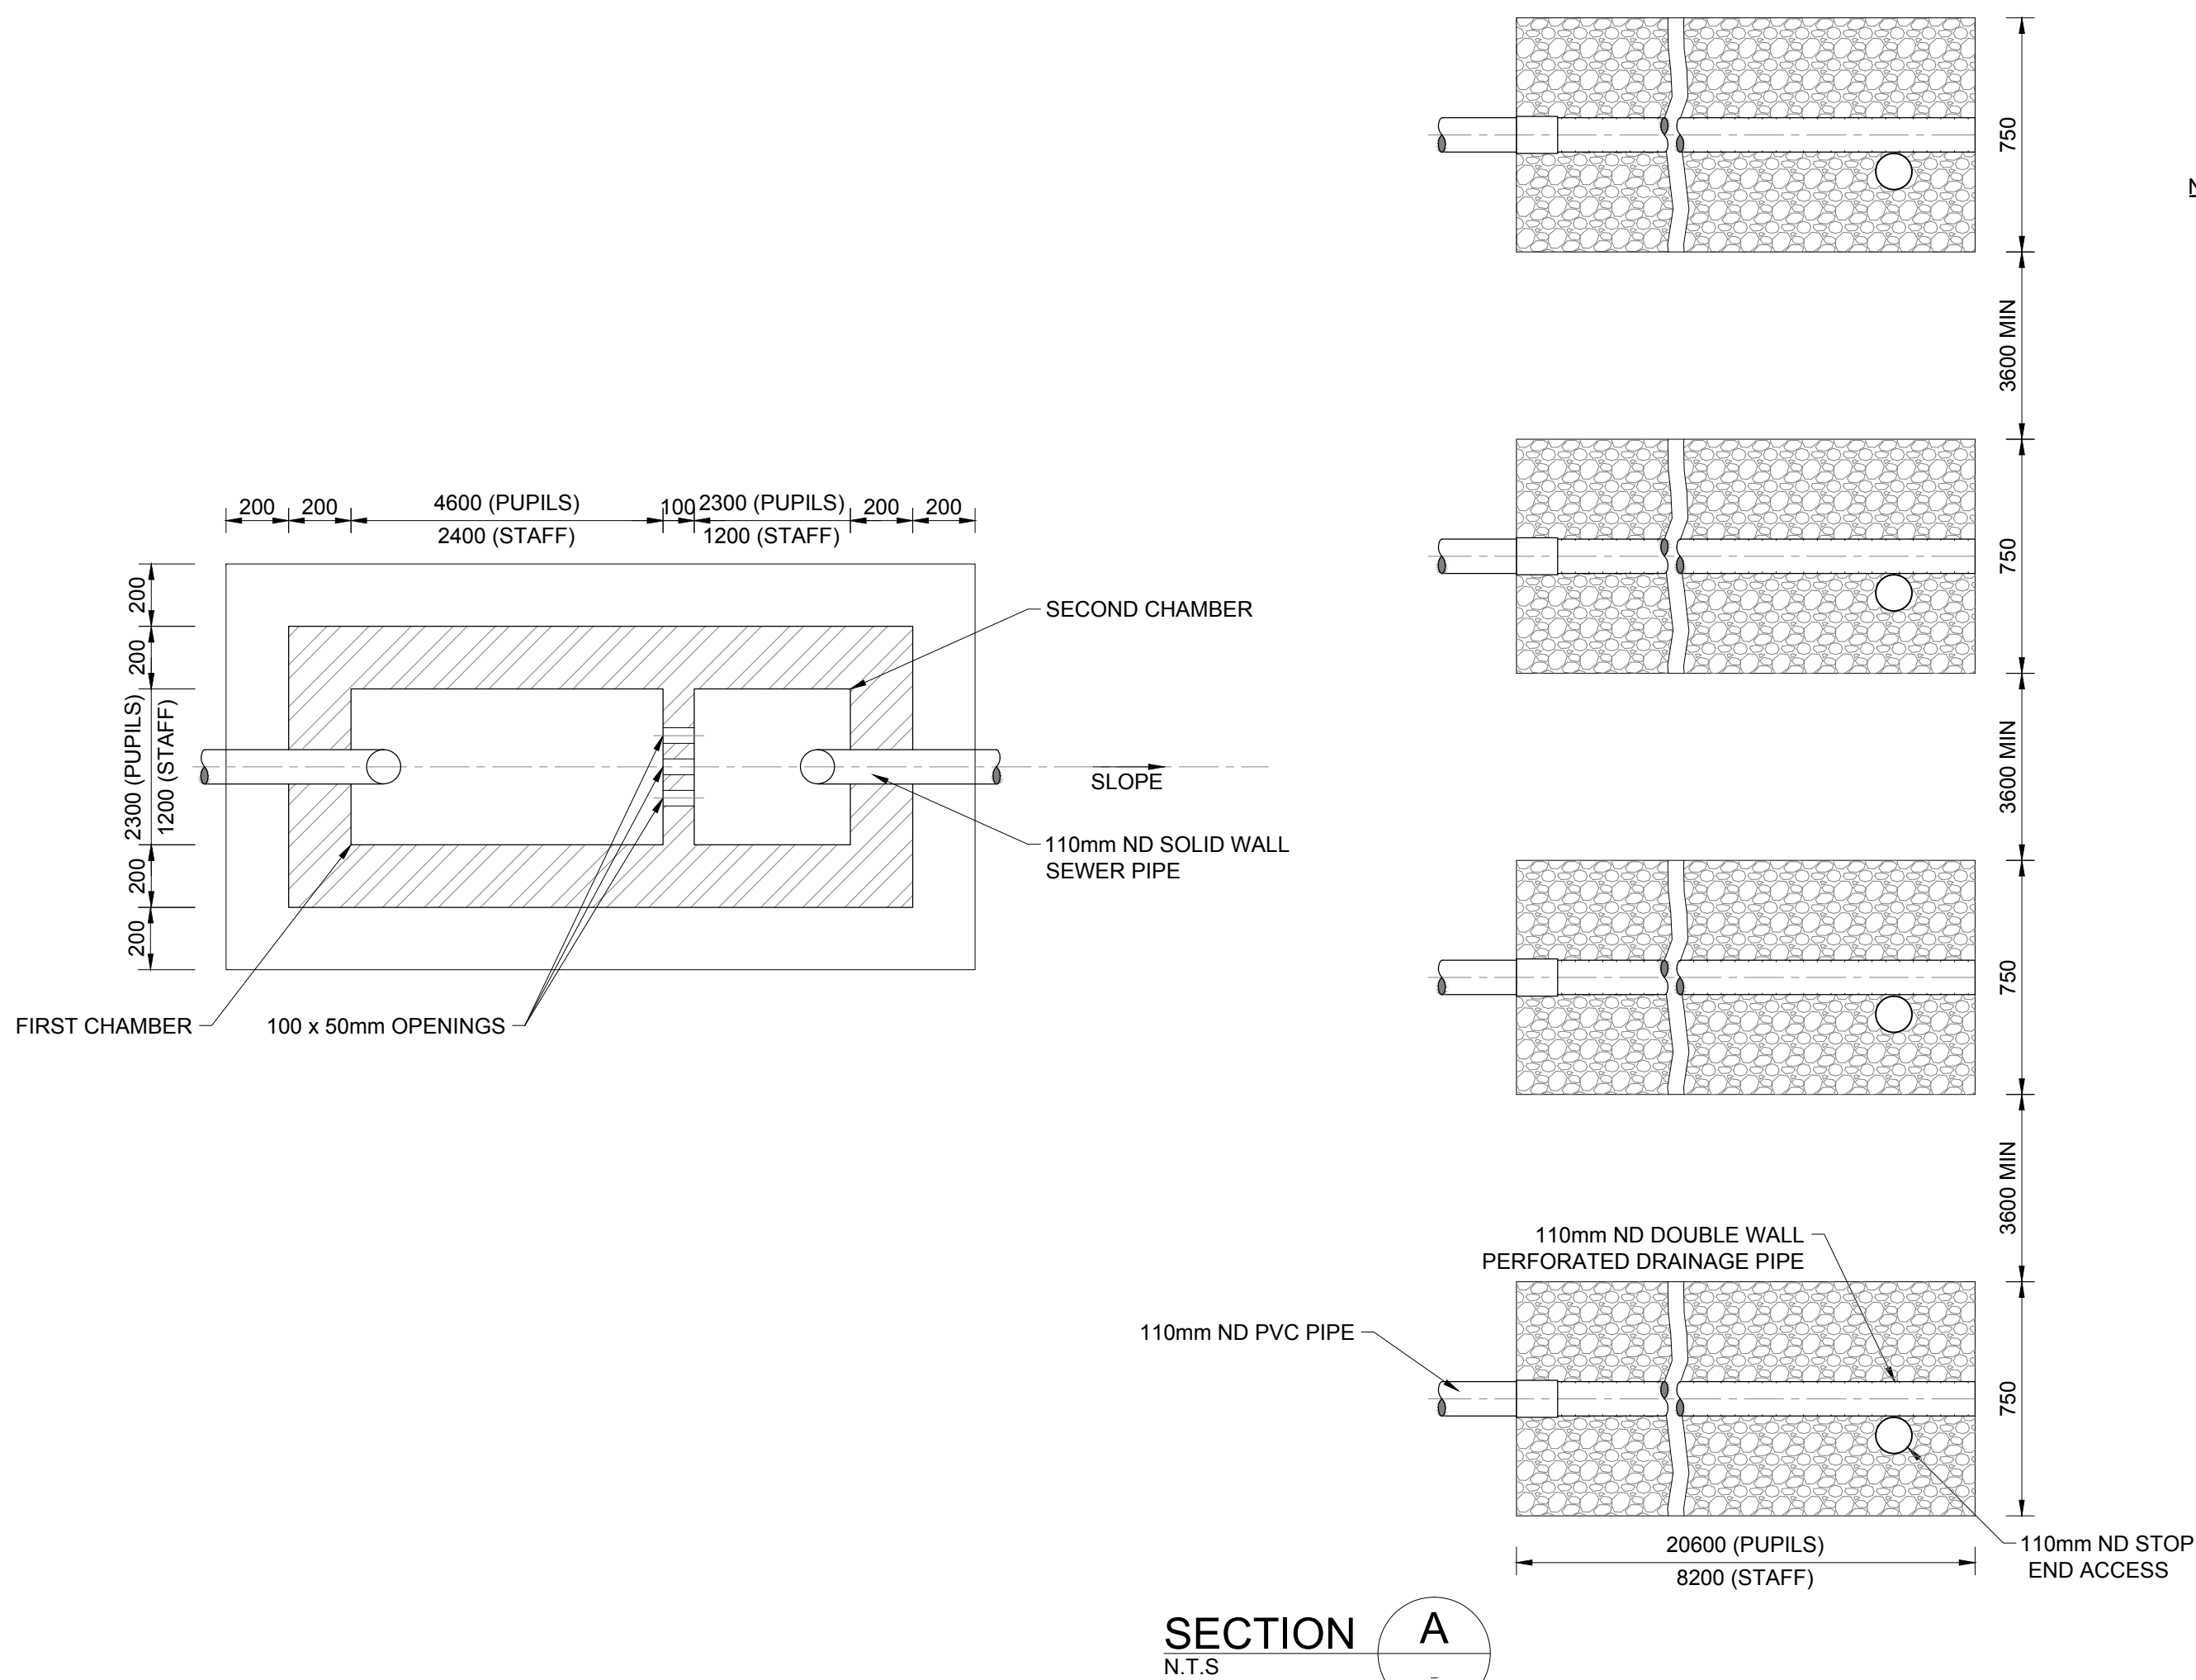 750
3600 MIN
750
3600 MIN
750
3600 MIN
750
N
200
200
4600 (PUPILS)
2400 (STAFF)
100
2300 (PUPILS)
1200 (STAFF)
200
200
200
200
2300 (PUPILS)
1200 (STAFF)
200
200
SECOND CHAMBER
SLOPE
110mm ND SOLID WALL
SEWER PIPE
FIRST CHAMBER
100 x 50mm OPENINGS
110mm ND DOUBLE WALL
PERFORATED DRAINAGE PIPE
110mm ND PVC PIPE
20600 (PUPILS)
8200 (STAFF)
110mm ND STOP
END ACCESS
SECTION
A
N.T.S
-